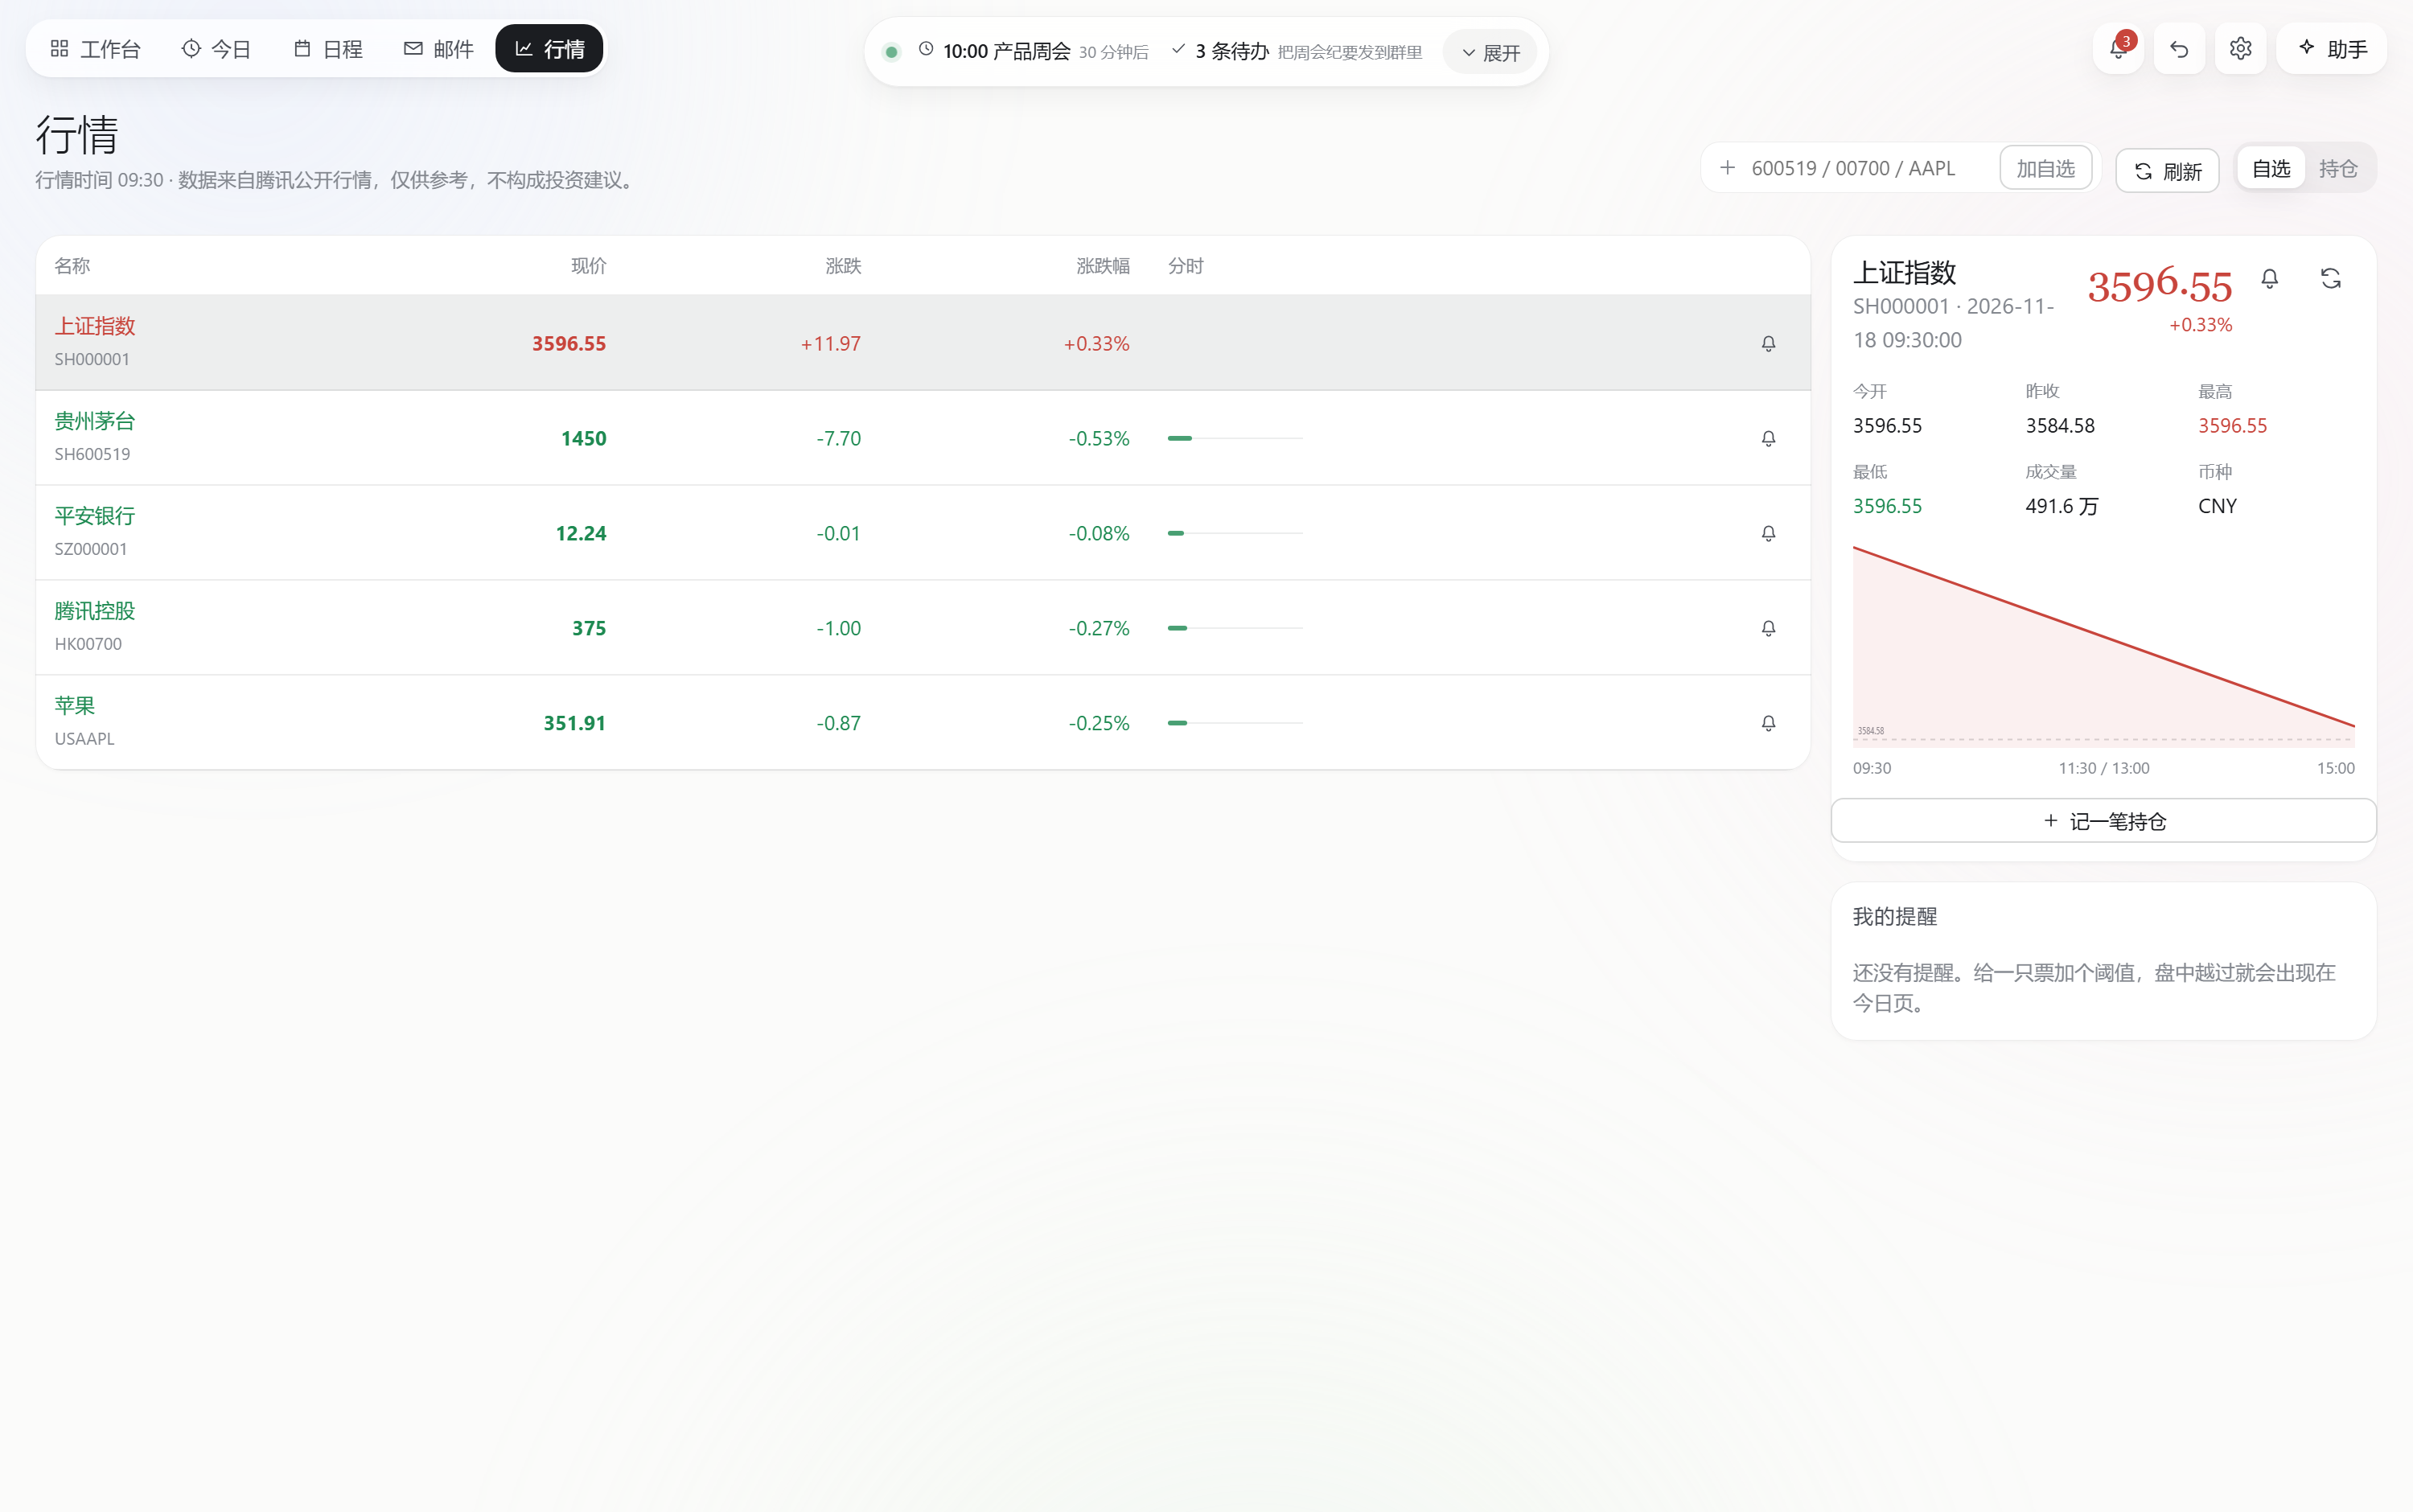 工作台 今日 日程 邮件 行情
10:00 产品周会 30 分钟后 3 条待办 把周会纪要发到群里 展开
3 助手
行情
行情时间 09:30 · 数据来自腾讯公开行情，仅供参考，不构成投资建议。
600519 / 00700 / AAPL 加自选 刷新 自选 持仓
名称 现价 涨跌 涨跌幅 分时
上证指数
SH000001
3596.55 +11.97 +0.33%
贵州茅台
SH600519
1450 -7.70 -0.53%
平安银行
SZ000001
12.24 -0.01 -0.08%
腾讯控股
HK00700
375 -1.00 -0.27%
苹果
USAAPL
351.91 -0.87 -0.25%
上证指数
SH000001 · 2026-11-
18 09:30:00
3596.55
+0.33%
今开 昨收 最高
3596.55 3584.58 3596.55
最低 成交量 币种
3596.55 491.6 万 CNY
3584.58
09:30 11:30 / 13:00 15:00
记一笔持仓
我的提醒
还没有提醒。给一只票加个阈值，盘中越过就会出现在
今日页。